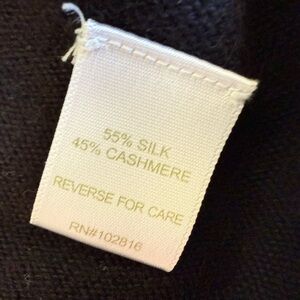 55% SILK
45% CASHMERE
REVERSE FOR CARE
RN#102816